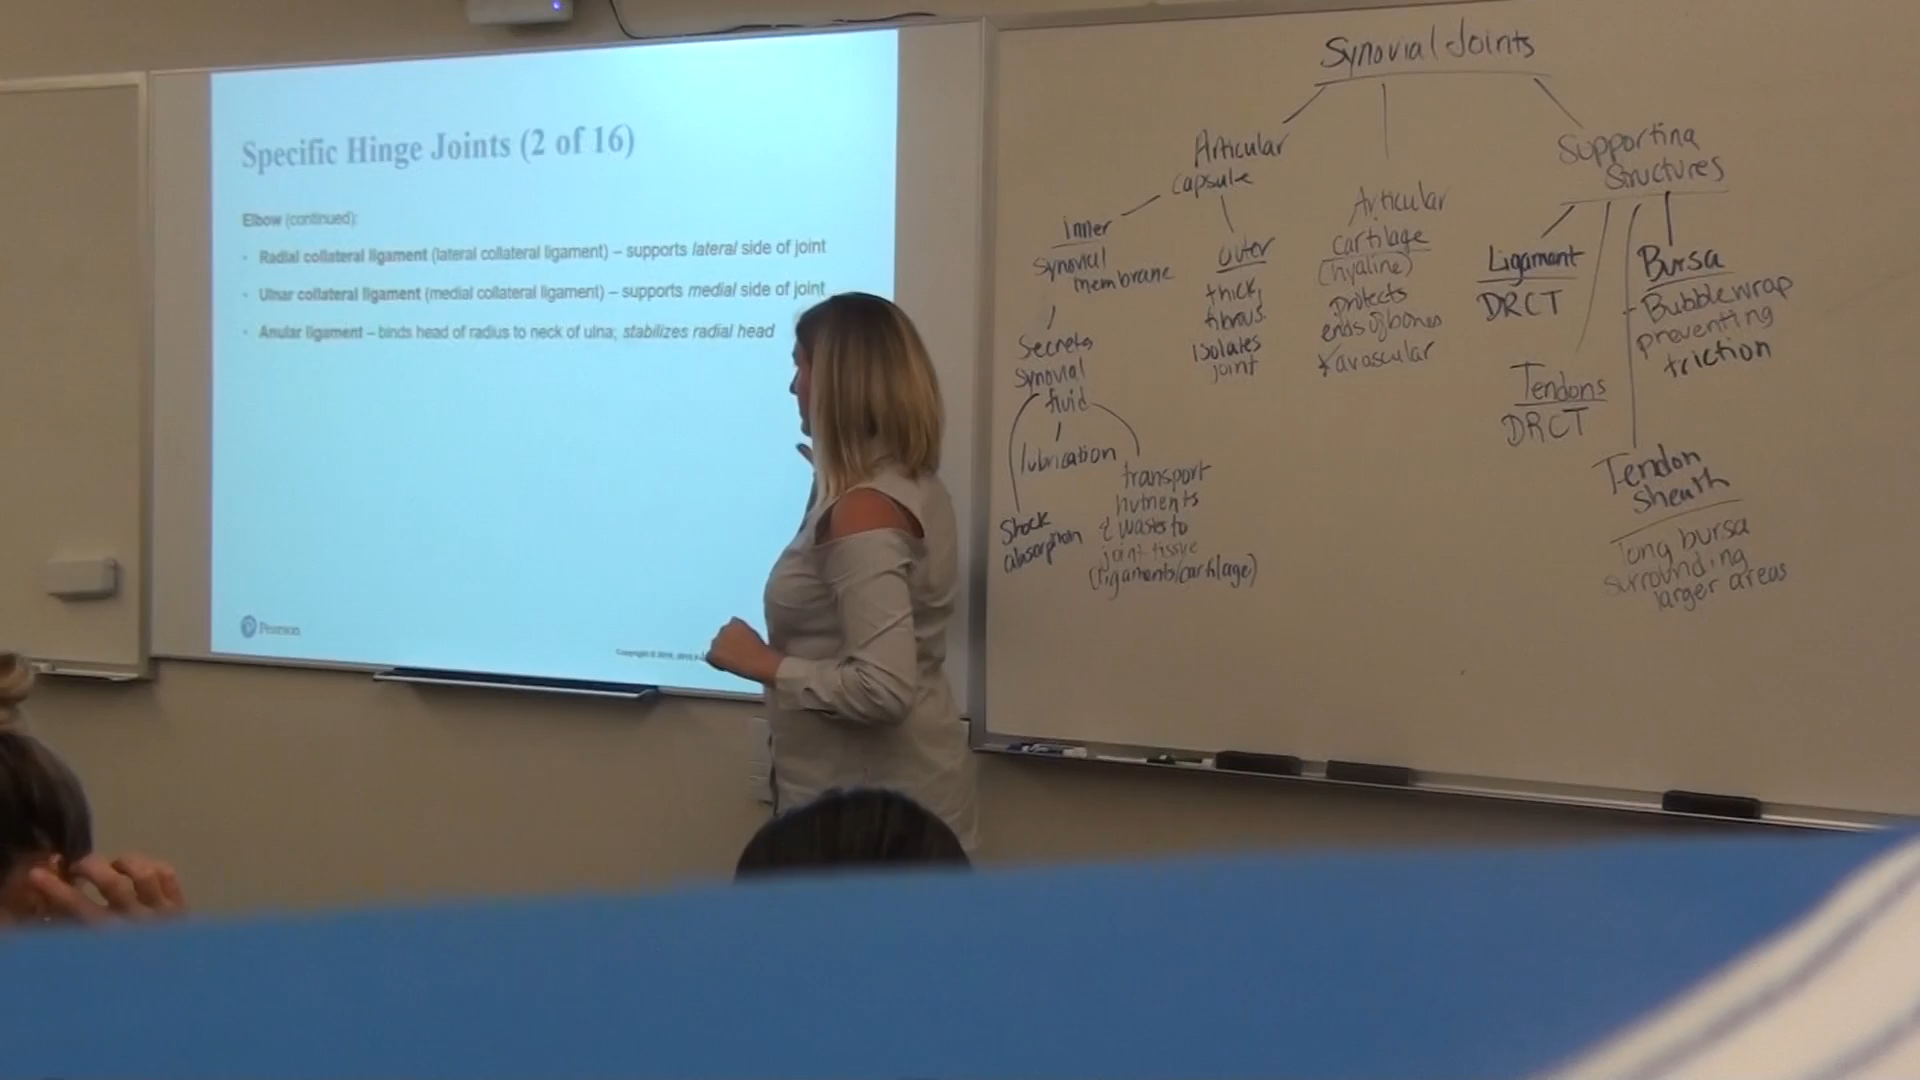 Specific Hinge Joints (2 of 16)
Elbow (continued):
• Radial collateral ligament (lateral collateral ligament) – supports lateral side of joint
• Ulnar collateral ligament (medial collateral ligament) – supports medial side of joint
• Anular ligament – binds head of radius to neck of ulna; stabilizes radial head
Pearson
Copyright ©
Synovial Joints
Articular
capsule
Inner
synovial
membrane
Secretes
synovial
fluid
lubrication
Shock
absorption
transport
nutrients
& wastes to
joint tissue
(ligaments/cartilage)
outer
thick,
fibrous.
isolates
joint
Articular
cartilage
(hyaline)
protects
ends of bones
* avascular
Supporting
Structures
Ligament
DRCT
Tendons
DRCT
Bursa
- Bubblewrap
preventing
friction
Tendon
Sheath
long bursa
surrounding
larger areas